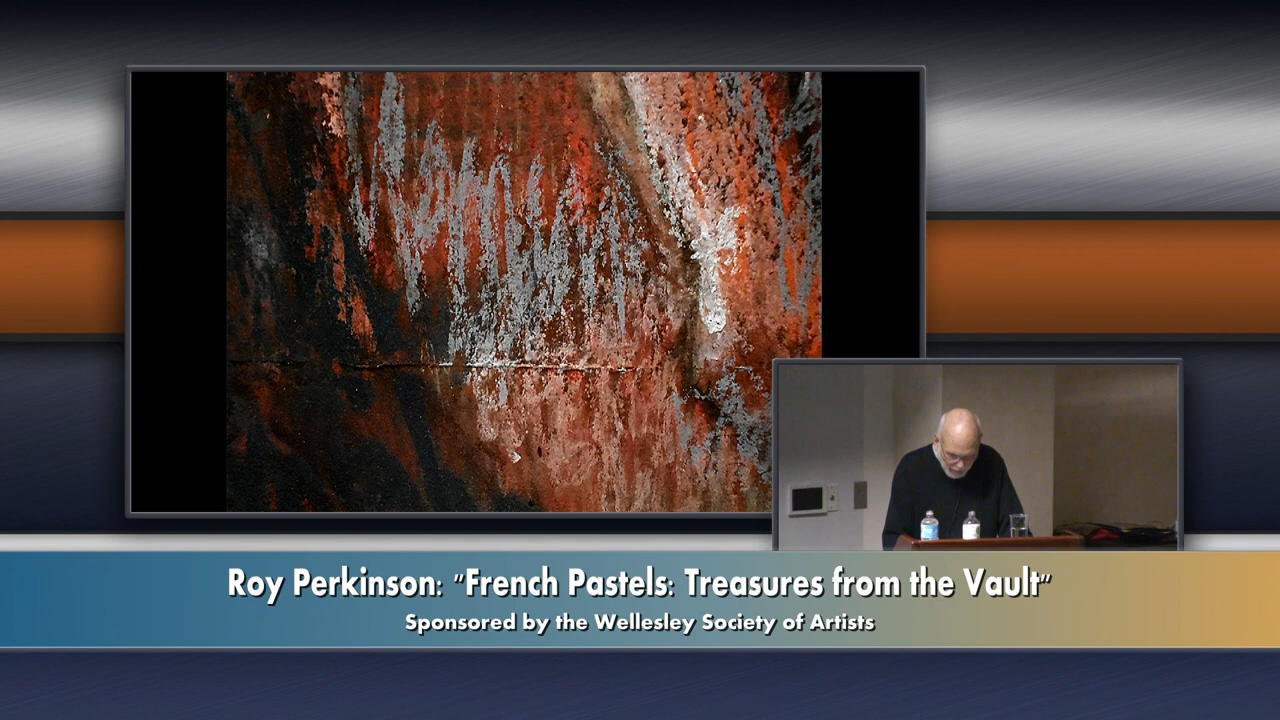 Roy Perkinson: "French Pastels: Treasures from the Vault"
Sponsored by the Wellesley Society of Artists